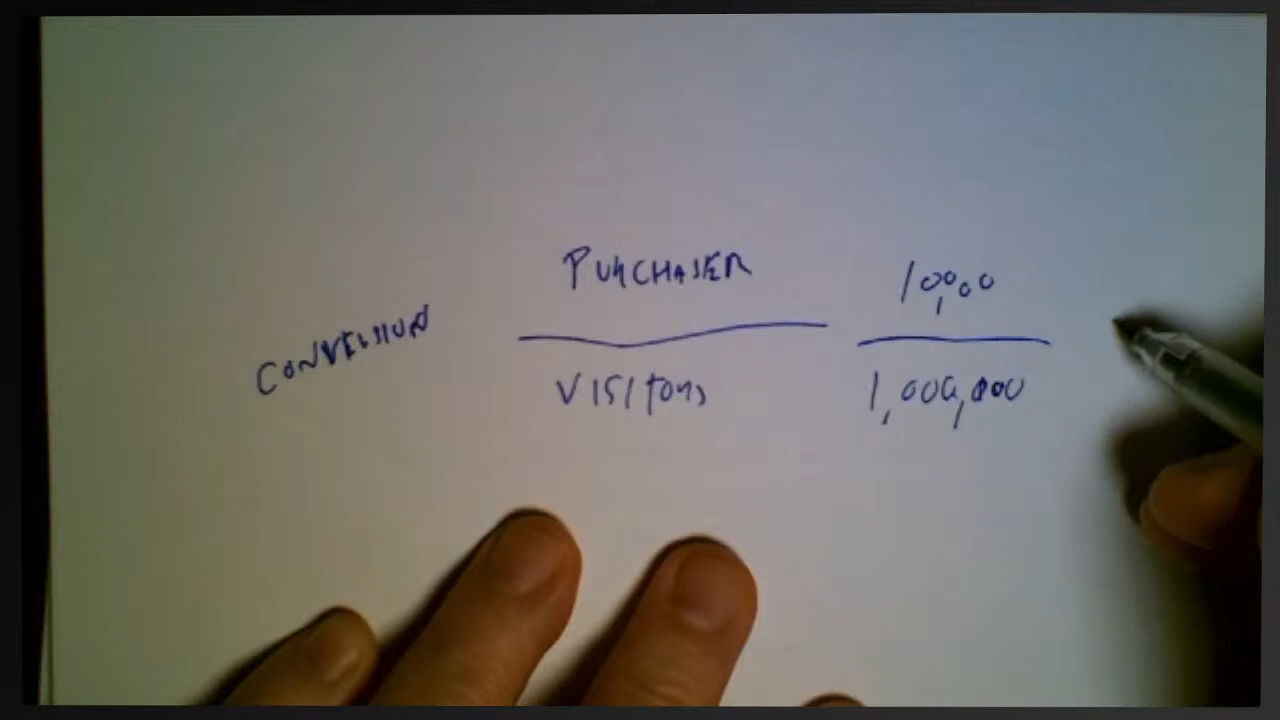 CONVERSION
PURCHASER
VISITORS
10,000
1,000,000